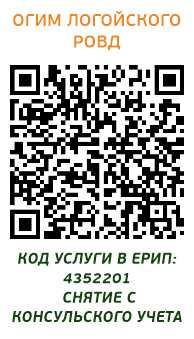 ОГИМ ЛОГОЙСКОГО
РОВД
КОД УСЛУГИ В ЕРИП:
4352201
СНЯТИЕ С
КОНСУЛЬСКОГО УЧЕТА